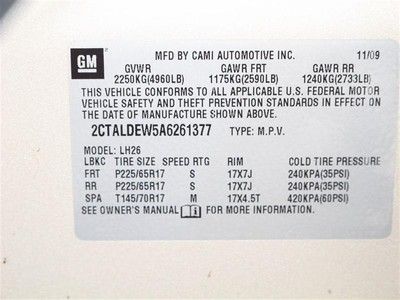 GM MFD BY CAMI AUTOMOTIVE INC. 11/09
GVWR GAWR FRT GAWR RR
2250KG(4960LB) 1175KG(2590LB) 1240KG(2733LB)
THIS VEHICLE CONFORMS TO ALL APPLICABLE U.S. FEDERAL MOTOR
VEHICLE SAFETY AND THEFT PREVENTION STANDARDS IN EFFECT ON
THE DATE OF MANUFACTURE SHOWN ABOVE.
2CTALDEW5A6261377 TYPE: M.P.V.
MODEL: LH26
LBKC TIRE SIZE SPEED RTG RIM COLD TIRE PRESSURE
FRT P225/65R17 S 17X7J 240KPA(35PSI)
RR P225/65R17 S 17X7J 240KPA(35PSI)
SPA T145/70R17 M 17X4.5T 420KPA(60PSI)
SEE OWNER'S MANUAL FOR MORE INFORMATION.